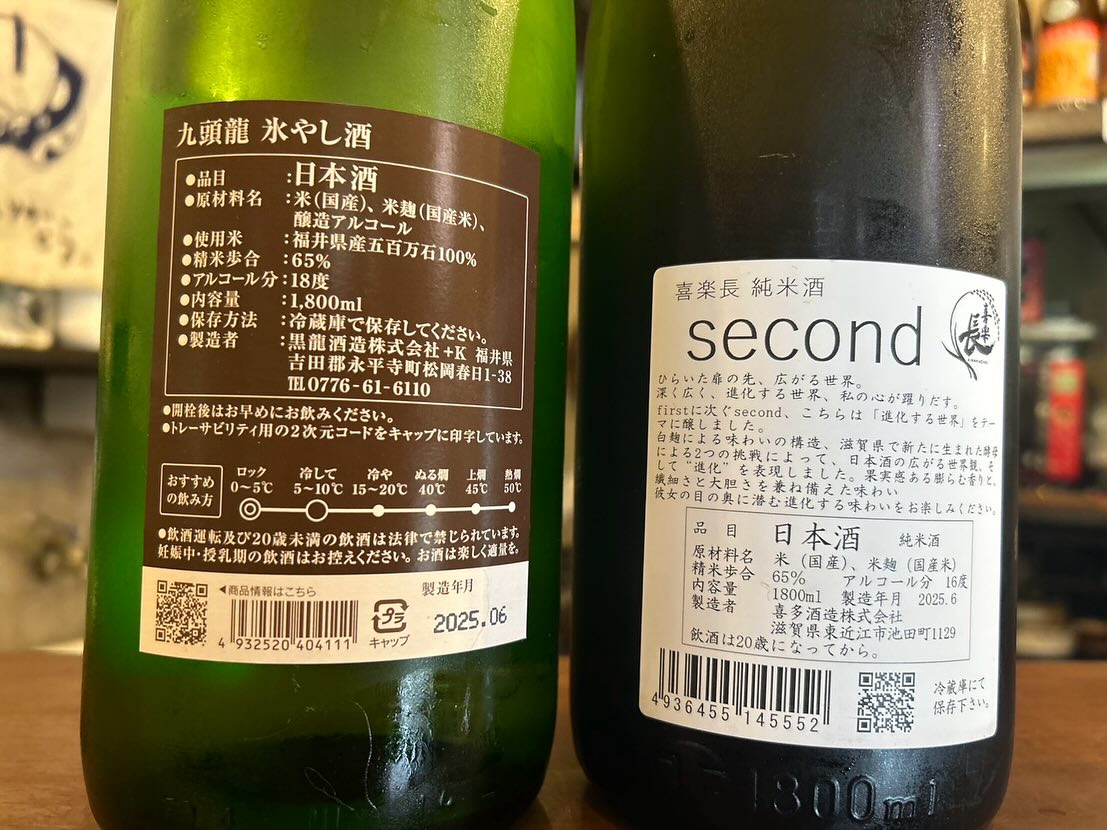 九頭龍 氷やし酒
●品目 :日本酒
●原材料名 :米(国産)、米麹(国産米)、
醸造アルコール
●使用米 :福井県産五百万石100%
●精米歩合 :65%
●アルコール分:18度
●内容量 :1,800ml
●保存方法 :冷蔵庫で保存してください。
●製造者 :黒龍酒造株式会社+K 福井県
吉田郡永平寺町松岡春日1-38
℡0776-61-6110
●開栓後はお早めにお飲みください。
●トレーサビリティ用の2次元コードをキャップに印字しています。
おすすめ
の飲み方
ロック 冷して 冷や ぬる燗 上燗 熱燗
0〜5℃ 5〜10℃ 15〜20℃ 40℃ 45℃ 50℃
●飲酒運転及び20歳未満の飲酒は法律で禁じられています。
妊娠中・授乳期の飲酒はお控えください。お酒は楽しく適量を。
◀商品情報はこちら
4 932520 404111
プラ
キャップ
製造年月
2025.06
喜楽長 純米酒
second
喜楽長
ひらいた扉の先、広がる世界。
深く広く、進化する世界、私の心が躍りだす。
firstに次ぐsecond、こちらは「進化する世界」をテー
マに醸しました。
白麹による味わいの構造、滋賀県で新たに生まれた酵母
による2つの挑戦によって、日本酒の広がる世界観、そ
して"進化"を表現しました。果実感ある膨らむ香りと、
繊細さと大胆さを兼ね備えた味わい
彼女の目の奥に潜む進化する味わいをお楽しみください。
品 目 日本酒 純米酒
原材料名 米(国産)、米麹(国産米)
精米歩合 65% アルコール分 16度
内容量 1800ml 製造年月 2025.6
製造者 喜多酒造株式会社
滋賀県東近江市池田町1129
飲酒は20歳になってから。
4 936455 145552
冷蔵庫にて
保存下さい。
1800ml